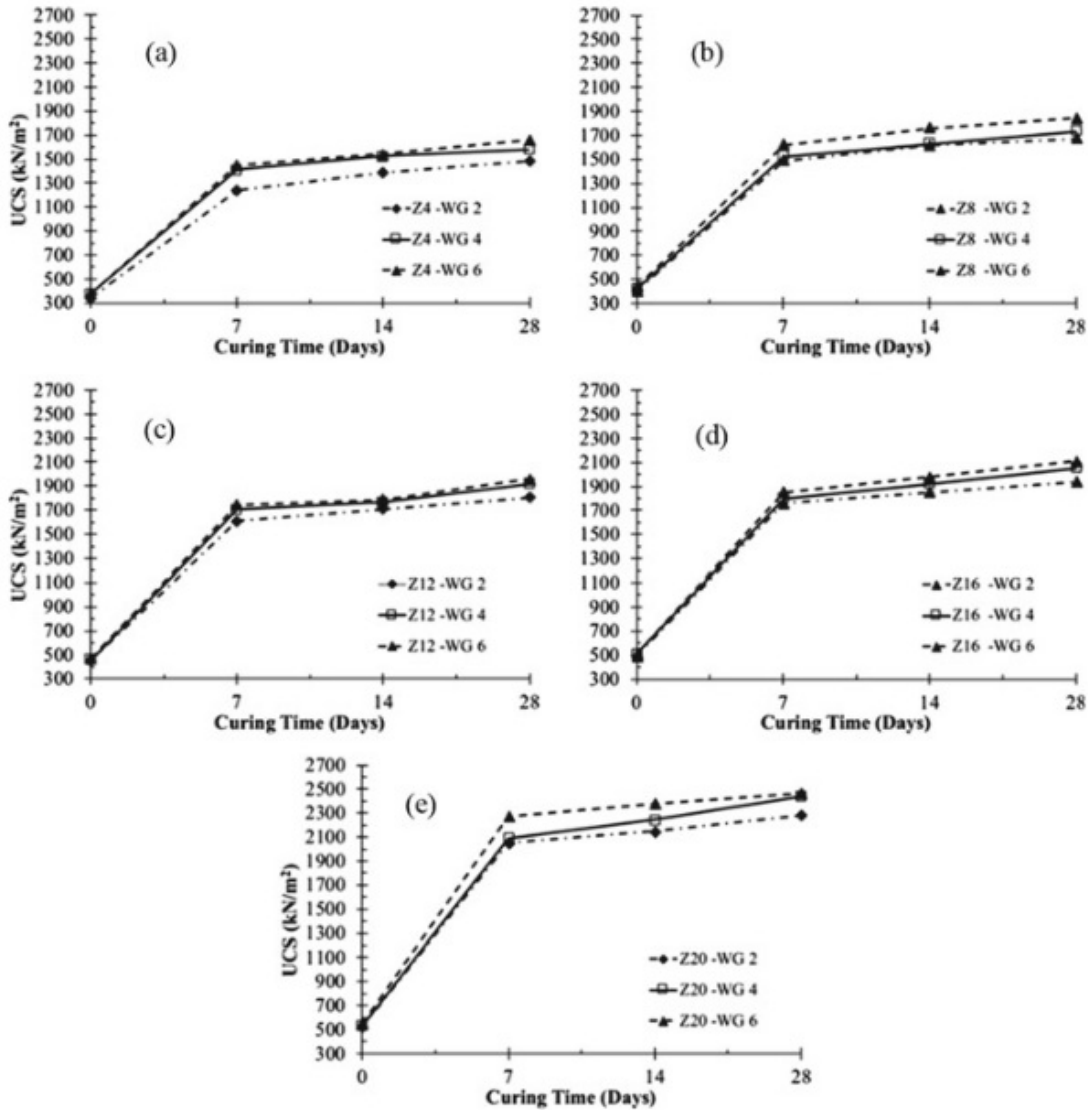 2700
2500
2300
2100
1900
1700
1500
1300
1100
900
700
500
300
UCS (kN/m²)
(a)
Z4 -WG 2
Z4 -WG 4
Z4 -WG 6
0 7 14 28
Curing Time (Days)
2700
2500
2300
2100
1900
1700
1500
1300
1100
900
700
500
300
(b)
Z8 -WG 2
Z8 -WG 4
Z8 -WG 6
0 7 14 28
Curing Time (Days)
2700
2500
2300
2100
1900
1700
1500
1300
1100
900
700
500
300
UCS (kN/m²)
(c)
Z12 -WG 2
Z12 -WG 4
Z12 -WG 6
0 7 14 28
Curing Time (Days)
2700
2500
2300
2100
1900
1700
1500
1300
1100
900
700
500
300
(d)
Z16 -WG 2
Z16 -WG 4
Z16 -WG 6
0 7 14 28
Curing Time (Days)
2700
2500
2300
2100
1900
1700
1500
1300
1100
900
700
500
300
UCS (kN/m²)
(e)
Z20 -WG 2
Z20 -WG 4
Z20 -WG 6
0 7 14 28
Curing Time (Days)